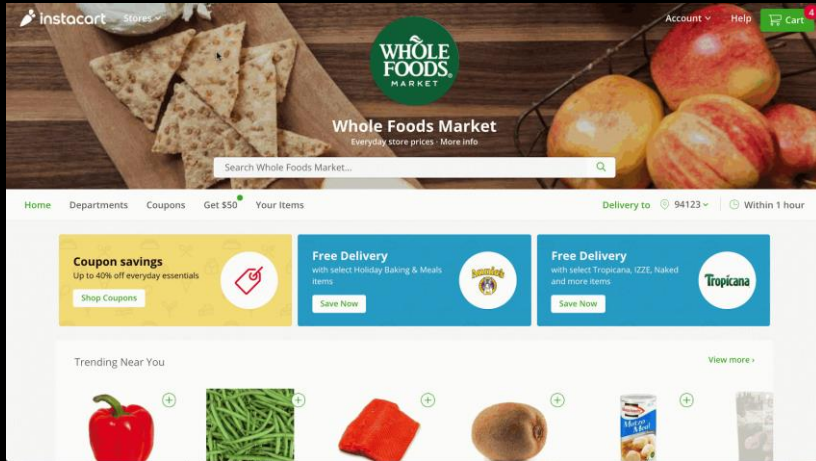 instacart
Stores
Account
Help
Cart
4
WHOLE
FOODS
MARKET
Whole Foods Market
Everyday store prices · More info
Search Whole Foods Market...
Home
Departments
Coupons
Get $50
Your Items
Delivery to
94123
Within 1 hour
Coupon savings
Up to 40% off everyday essentials
Shop Coupons
Free Delivery
with select Holiday Baking & Meals
items
Save Now
Annie's
Free Delivery
with select Tropicana, IZZE, Naked
and more items
Save Now
Tropicana
Trending Near You
View more ›
Matzo
Meal